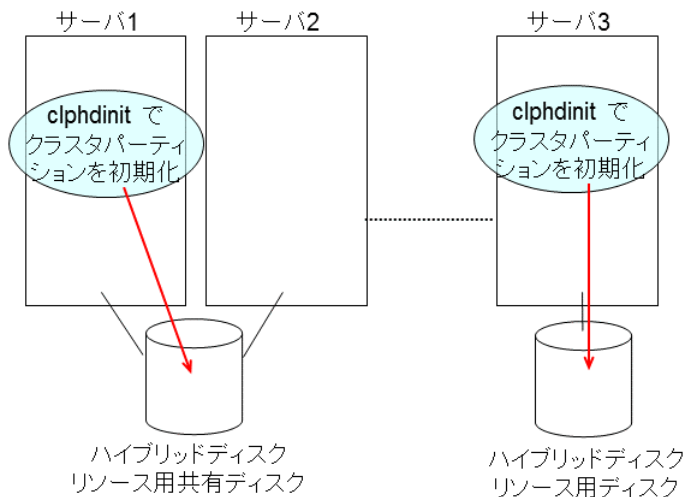 サーバ1
サーバ2
サーバ3
clphdinit で
クラスタパーティ
ションを初期化
clphdinit で
クラスタパーティ
ションを初期化
ハイブリッドディスク
リソース用共有ディスク
ハイブリッドディスク
リソース用ディスク